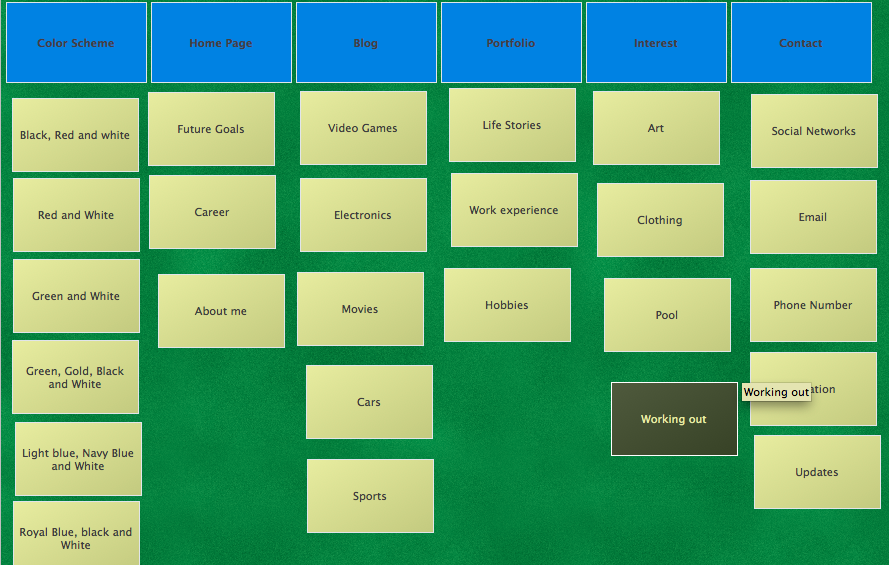 Color Scheme
Home Page
Blog
Portfolio
Interest
Contact
Black, Red and white
Red and White
Green and White
Green, Gold, Black
and White
Light blue, Navy Blue
and White
Royal Blue, black and
White
Future Goals
Career
About me
Video Games
Electronics
Movies
Cars
Sports
Life Stories
Work experience
Hobbies
Art
Clothing
Pool
Working out
Working out
Social Networks
Email
Phone Number
Updates